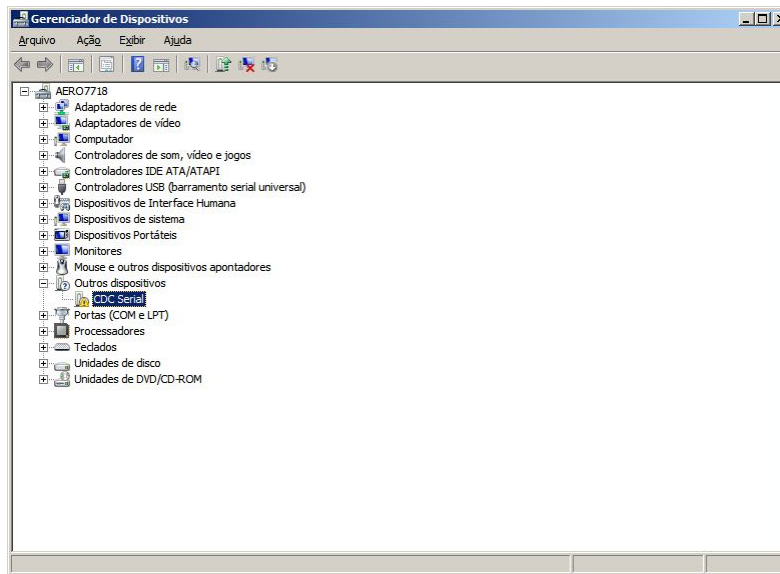 Gerenciador de Dispositivos
Arquivo Ação Exibir Ajuda
AERO7718
Adaptadores de rede
Adaptadores de vídeo
Computador
Controladores de som, vídeo e jogos
Controladores IDE ATA/ATAPI
Controladores USB (barramento serial universal)
Dispositivos de Interface Humana
Dispositivos de sistema
Dispositivos Portáteis
Monitores
Mouse e outros dispositivos apontadores
Outros dispositivos
CDC Serial
Portas (COM e LPT)
Processadores
Teclados
Unidades de disco
Unidades de DVD/CD-ROM